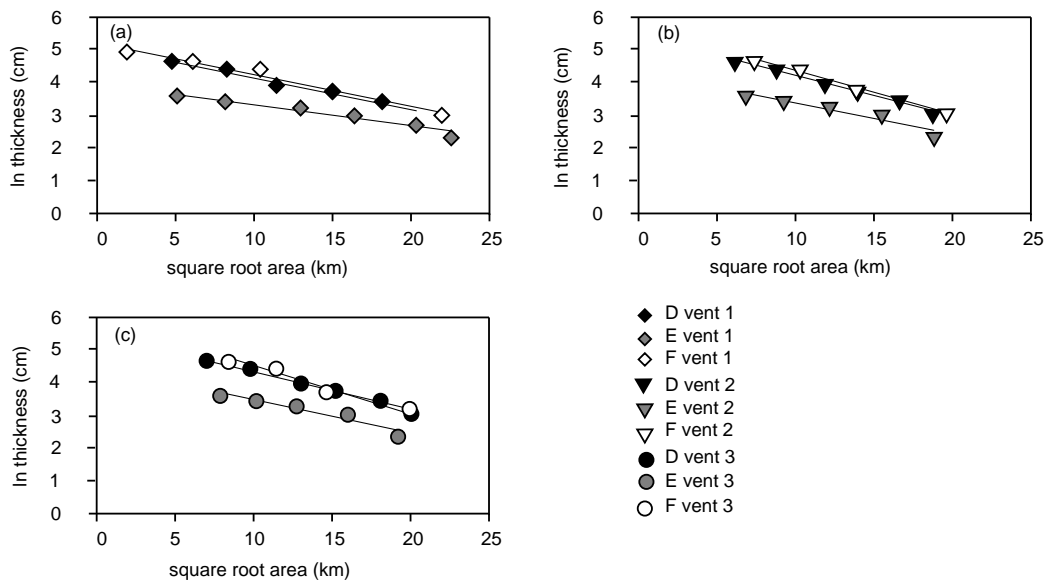 (a)
ln thickness (cm)
6
5
4
3
2
1
0
0 5 10 15 20 25
square root area (km)
(b)
ln thickness (cm)
6
5
4
3
2
1
0
0 5 10 15 20 25
square root area (km)
(c)
ln thickness (cm)
6
5
4
3
2
1
0
0 5 10 15 20 25
square root area (km)
D vent 1
E vent 1
F vent 1
D vent 2
E vent 2
F vent 2
D vent 3
E vent 3
F vent 3